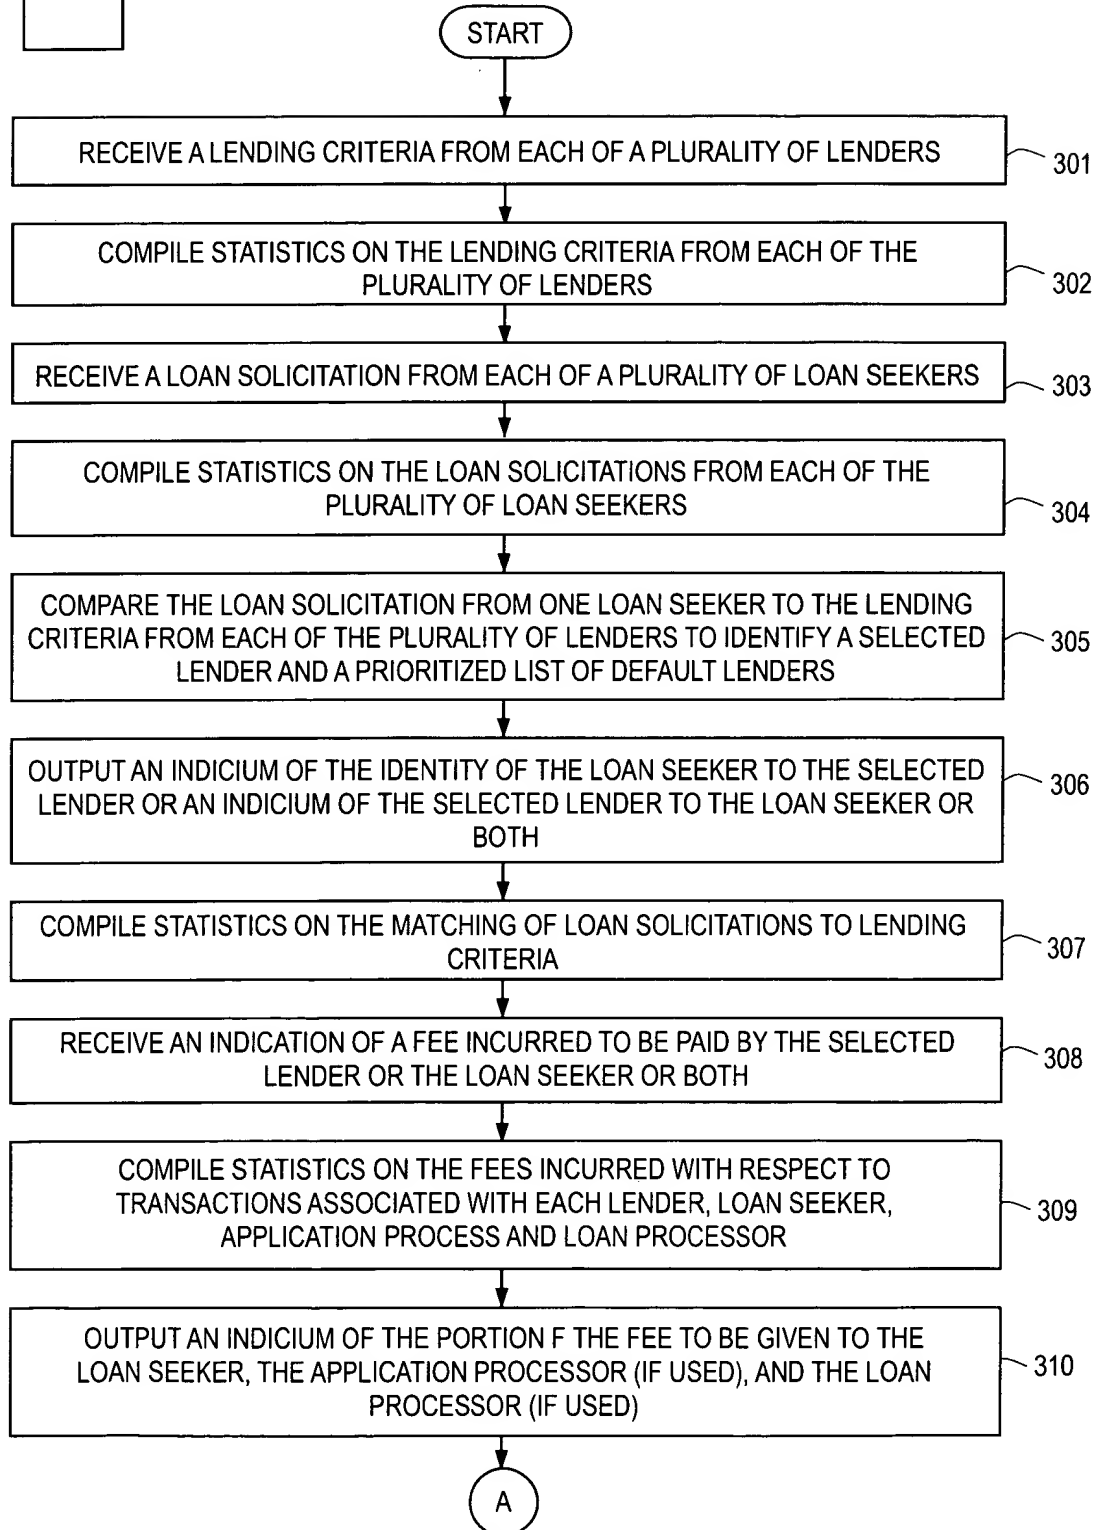 START
RECEIVE A LENDING CRITERIA FROM EACH OF A PLURALITY OF LENDERS
301
COMPILE STATISTICS ON THE LENDING CRITERIA FROM EACH OF THE
PLURALITY OF LENDERS
302
RECEIVE A LOAN SOLICITATION FROM EACH OF A PLURALITY OF LOAN SEEKERS
303
COMPILE STATISTICS ON THE LOAN SOLICITATIONS FROM EACH OF THE
PLURALITY OF LOAN SEEKERS
304
COMPARE THE LOAN SOLICITATION FROM ONE LOAN SEEKER TO THE LENDING
CRITERIA FROM EACH OF THE PLURALITY OF LENDERS TO IDENTIFY A SELECTED
LENDER AND A PRIORITIZED LIST OF DEFAULT LENDERS
305
OUTPUT AN INDICIUM OF THE IDENTITY OF THE LOAN SEEKER TO THE SELECTED
LENDER OR AN INDICIUM OF THE SELECTED LENDER TO THE LOAN SEEKER OR
BOTH
306
COMPILE STATISTICS ON THE MATCHING OF LOAN SOLICITATIONS TO LENDING
CRITERIA
307
RECEIVE AN INDICATION OF A FEE INCURRED TO BE PAID BY THE SELECTED
LENDER OR THE LOAN SEEKER OR BOTH
308
COMPILE STATISTICS ON THE FEES INCURRED WITH RESPECT TO
TRANSACTIONS ASSOCIATED WITH EACH LENDER, LOAN SEEKER,
APPLICATION PROCESS AND LOAN PROCESSOR
309
OUTPUT AN INDICIUM OF THE PORTION F THE FEE TO BE GIVEN TO THE
LOAN SEEKER, THE APPLICATION PROCESSOR (IF USED), AND THE LOAN
PROCESSOR (IF USED)
310
A